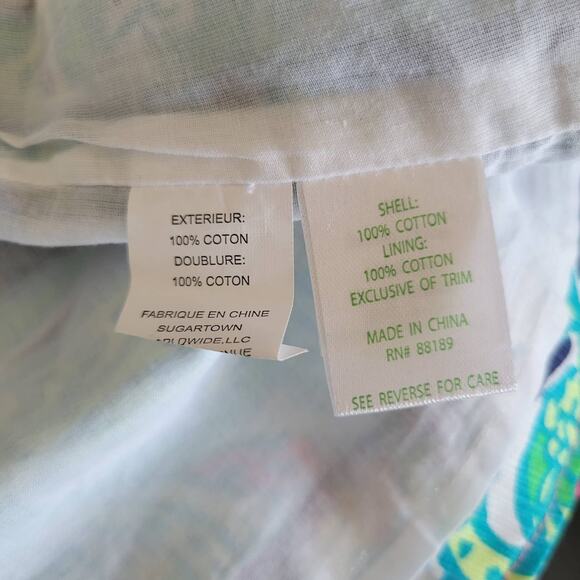 EXTERIEUR:
100% COTON
DOUBLURE:
100% COTON
FABRIQUE EN CHINE
SUGARTOWN
SHELL:
100% COTTON
LINING:
100% COTTON
EXCLUSIVE OF TRIM
MADE IN CHINA
RN# 88189
SEE REVERSE FOR CARE